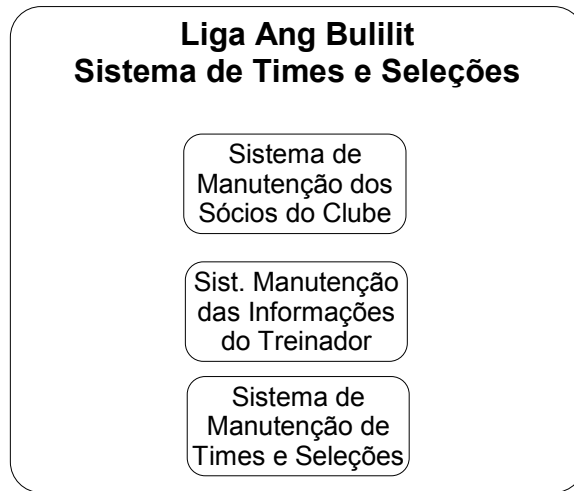 Liga Ang Bulilit
Sistema de Times e Seleções
Sistema de
Manutenção dos
Sócios do Clube
Sist. Manutenção
das Informações
do Treinador
Sistema de
Manutenção de
Times e Seleções